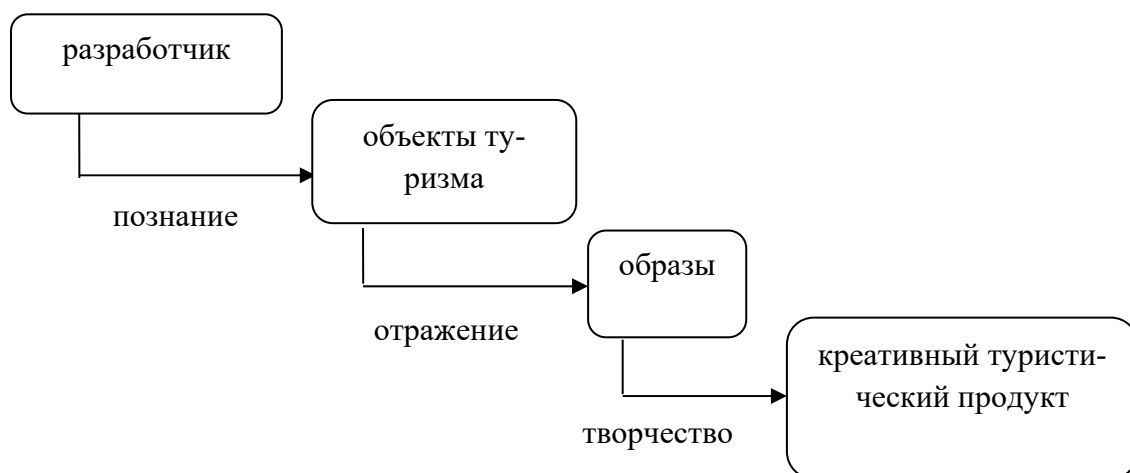 разработчик
объекты ту-
ризма
познание
образы
отражение
креативный туристи-
ческий продукт
творчество